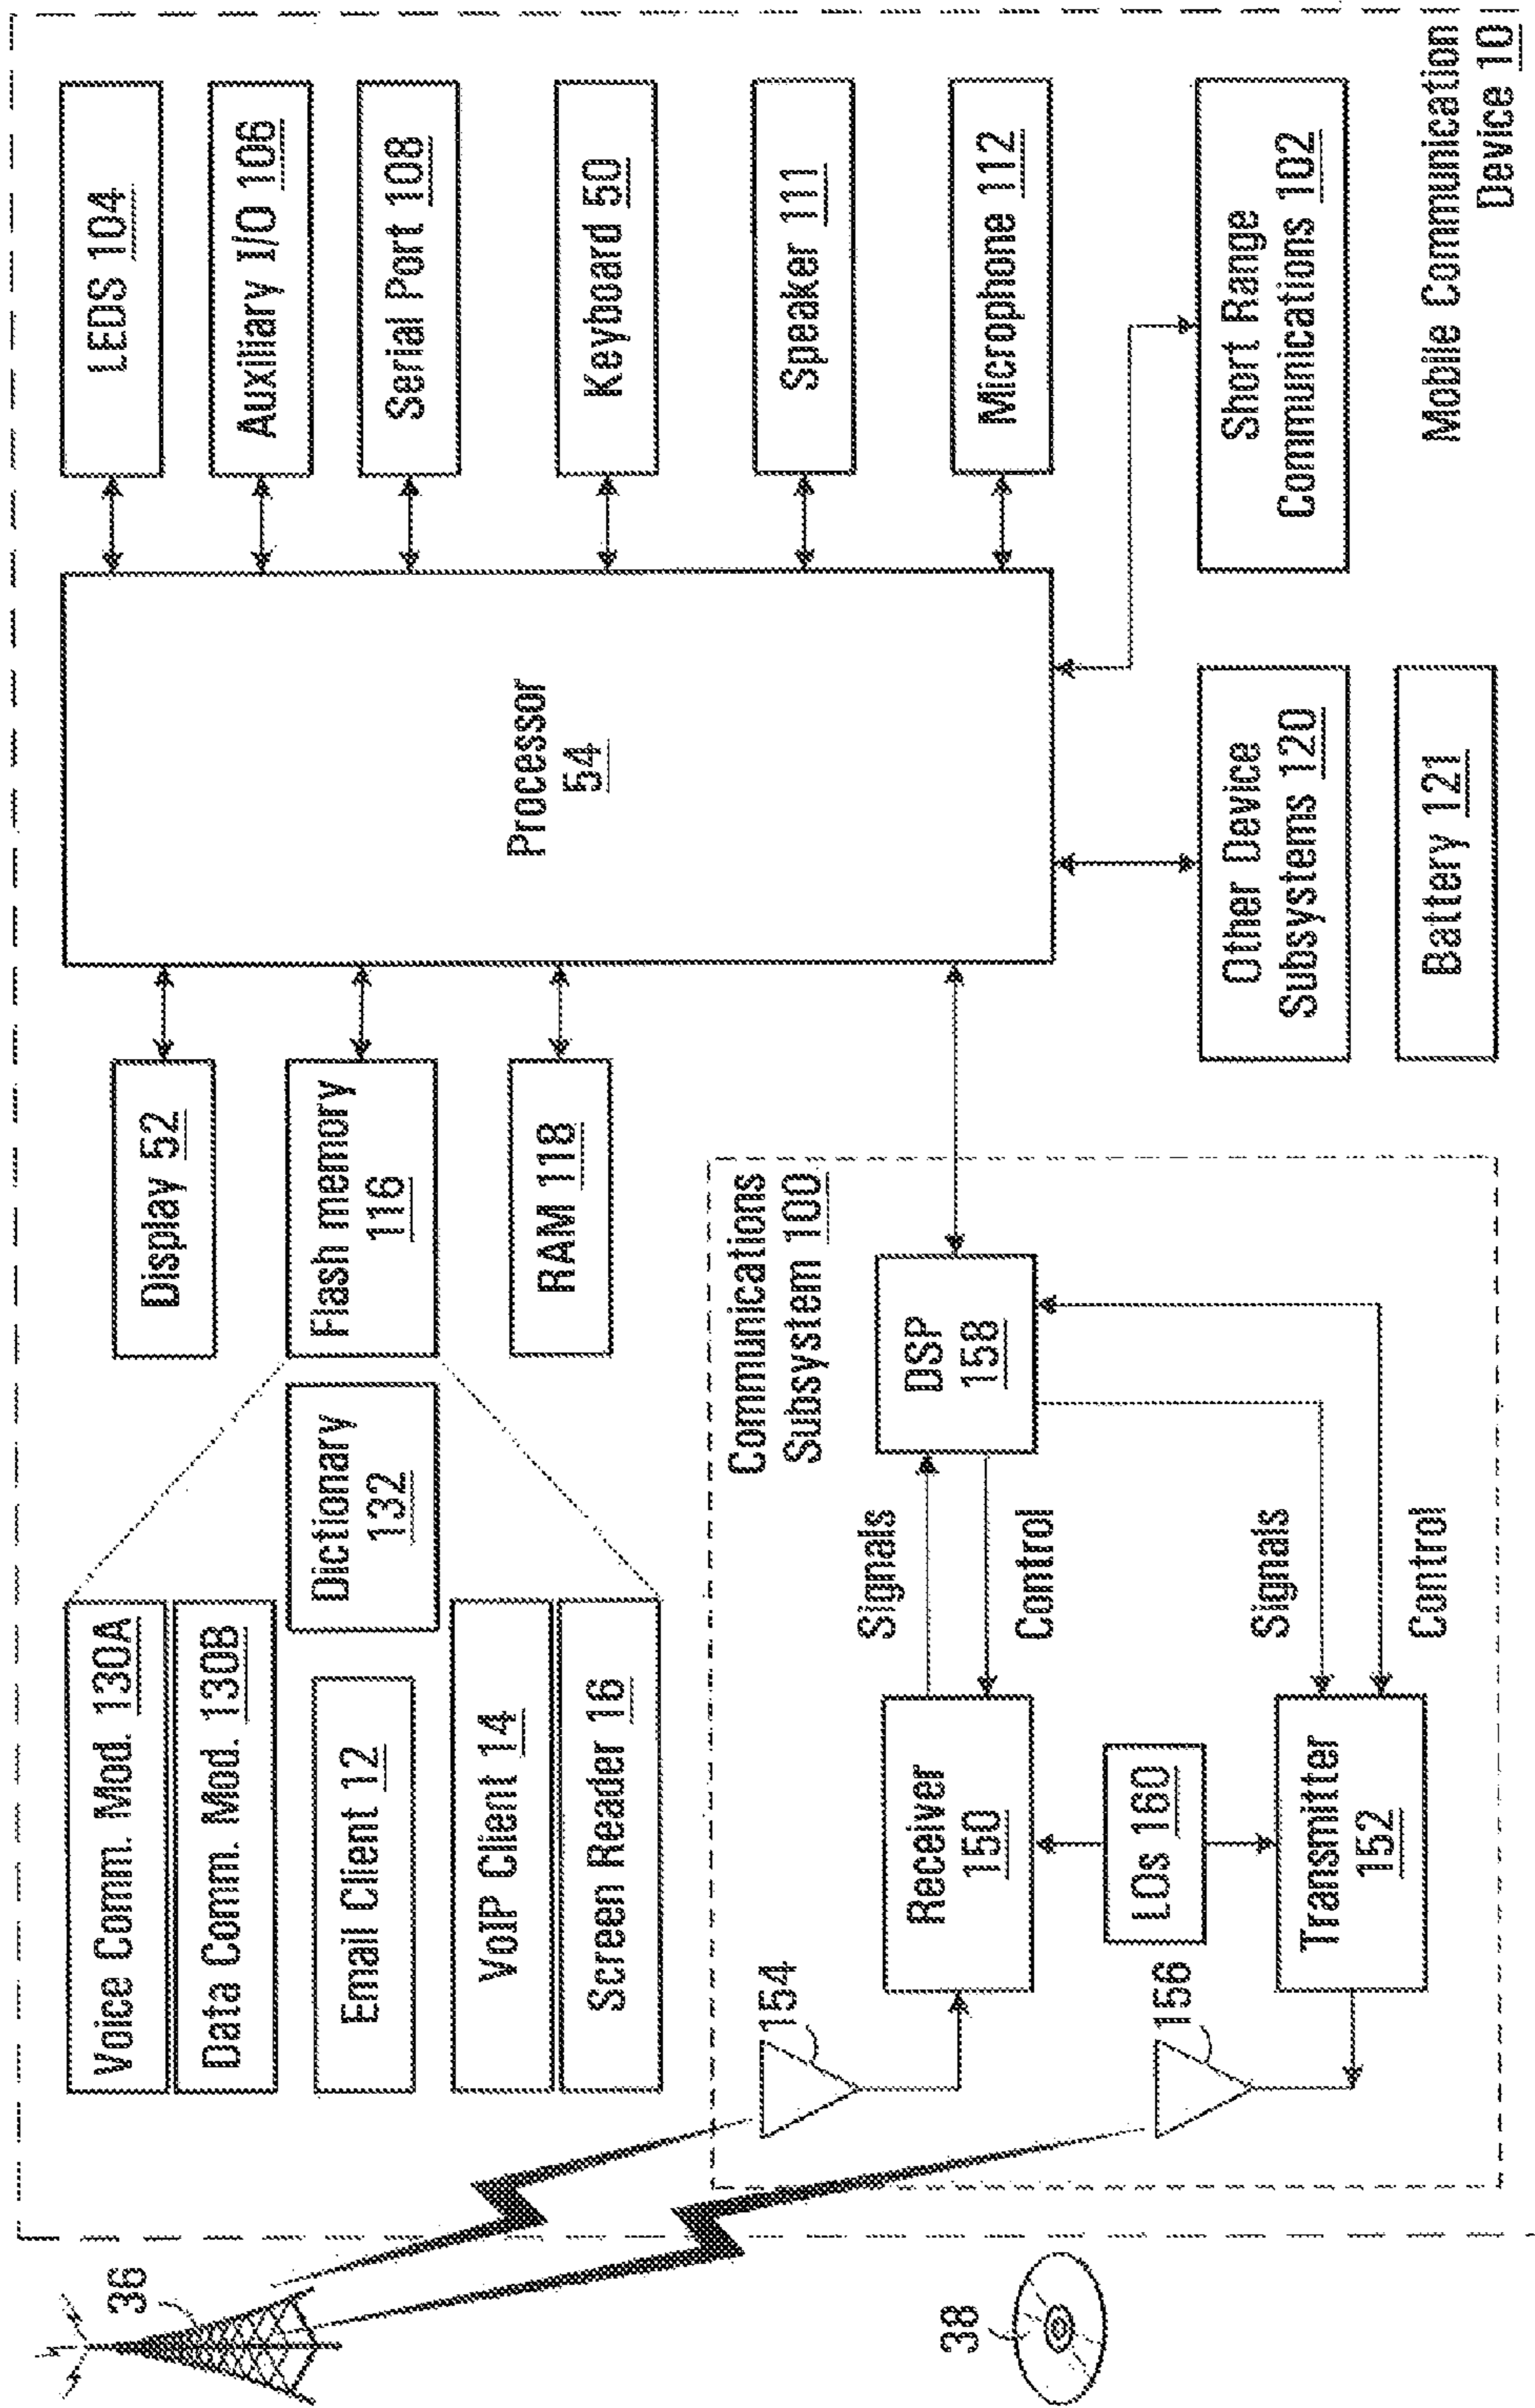 36
38
Voice Comm. Mod. 130A
Data Comm. Mod. 130B
Email Client 12
VoIP Client 14
Screen Reader 16
Dictionary
132
Display 52
Flash memory
116
RAM 118
Processor
54
LEDS 104
Auxiliary I/O 106
Serial Port 108
Keyboard 50
Speaker 111
Microphone 112
Short Range
Communications 102
Other Device
Subsystems 120
Battery 121
Communications
Subsystem 100
154
156
Receiver
150
LOs 160
Transmitter
152
Signals
Control
Signals
Control
DSP
158
Mobile Communication
Device 10